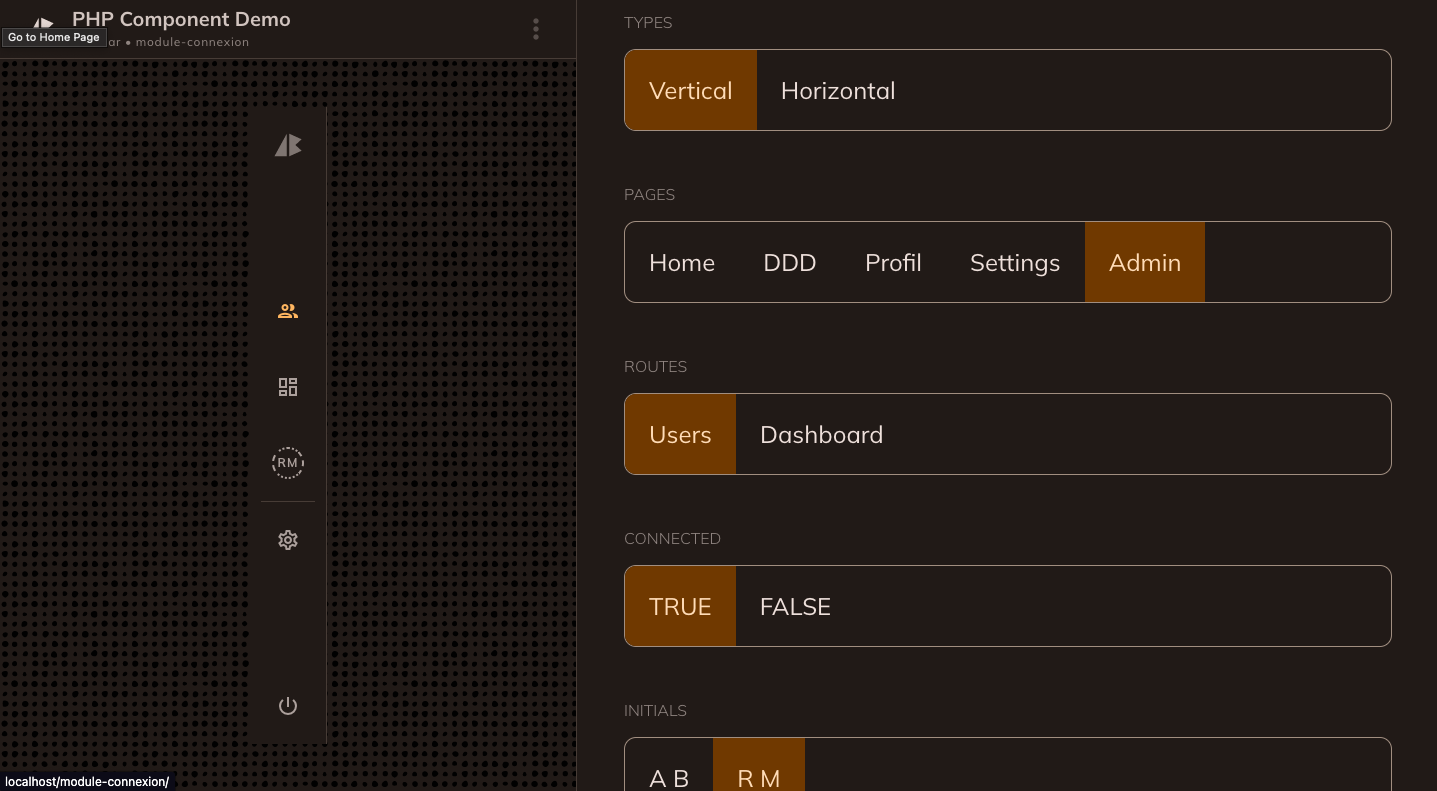 PHP Component Demo
Go to Home Page
ar • module-connexion
RM
localhost/module-connexion/
TYPES
Vertical Horizontal
PAGES
Home DDD Profil Settings Admin
ROUTES
Users Dashboard
CONNECTED
TRUE FALSE
INITIALS
A B R M